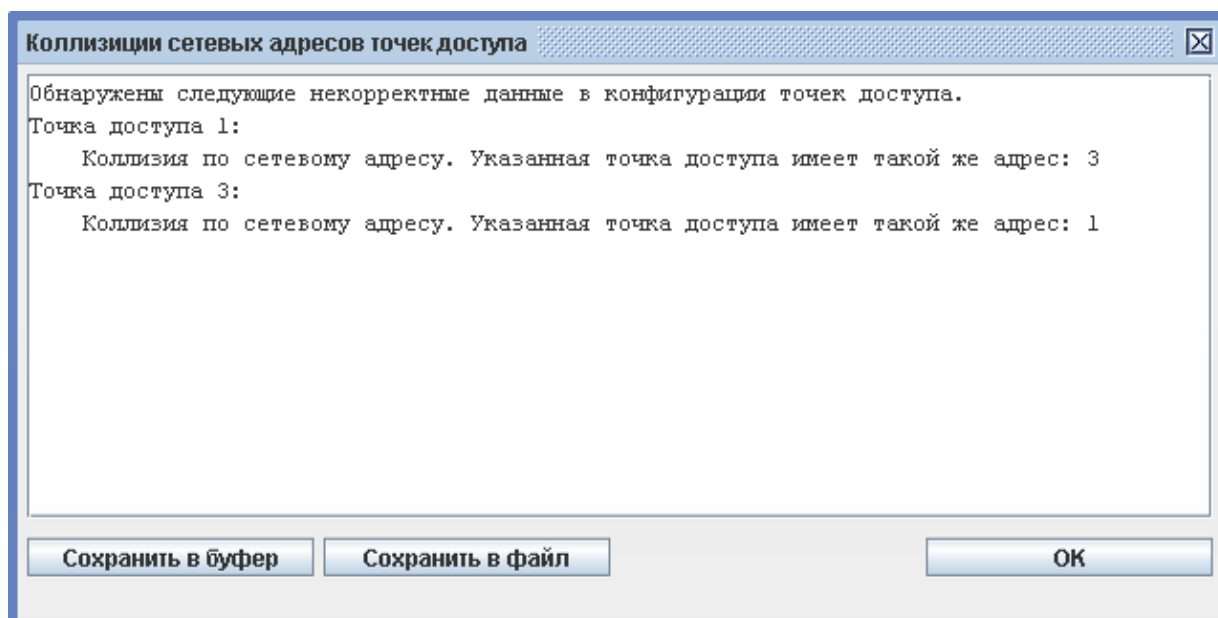 Коллизиции сетевых адресов точек доступа
Обнаружены следующие некорректные данные в конфигурации точек доступа.
Точка доступа 1:
Коллизия по сетевому адресу. Указанная точка доступа имеет такой же адрес: 3
Точка доступа 3:
Коллизия по сетевому адресу. Указанная точка доступа имеет такой же адрес: 1
Сохранить в буфер Сохранить в файл OK